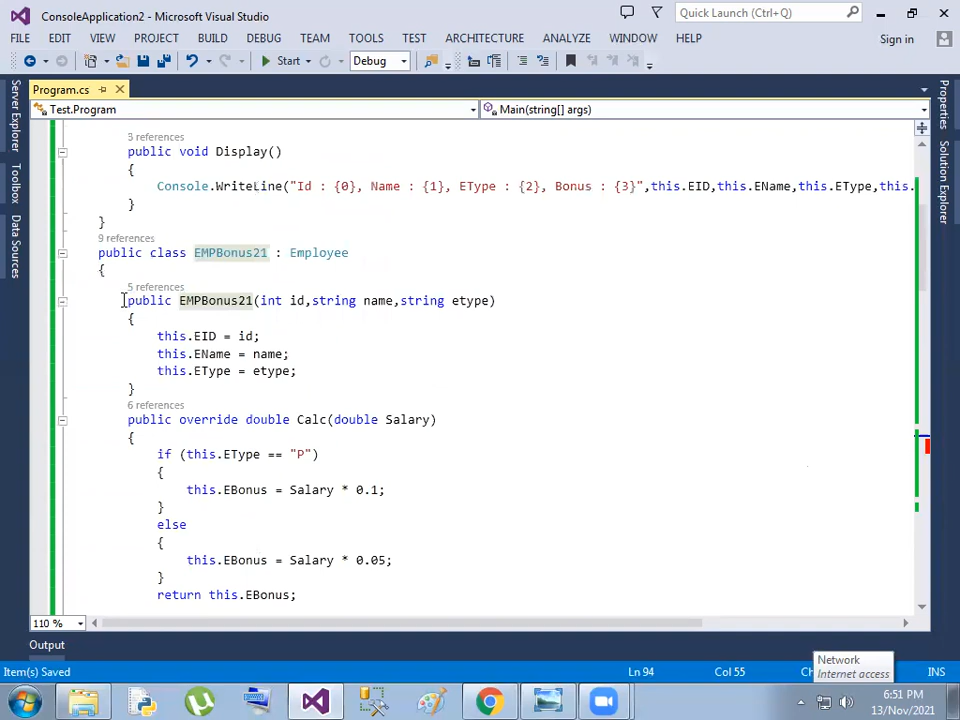 ConsoleApplication2 - Microsoft Visual Studio
Quick Launch (Ctrl+Q)
FILE EDIT VIEW PROJECT BUILD DEBUG TEAM TOOLS TEST ARCHITECTURE ANALYZE WINDOW HELP
Sign in
Start Debug
Program.cs
Test.Program Main(string[] args)
Server Explorer
Toolbox
Data Sources
Properties
Solution Explorer
3 references
public void Display()
{
Console.WriteLine("Id : {0}, Name : {1}, EType : {2}, Bonus : {3}",this.EID,this.EName,this.EType,this.
}
}
9 references
public class EMPBonus21 : Employee
{
5 references
public EMPBonus21(int id,string name,string etype)
{
this.EID = id;
this.EName = name;
this.EType = etype;
}
6 references
public override double Calc(double Salary)
{
if (this.EType == "P")
{
this.EBonus = Salary * 0.1;
}
else
{
this.EBonus = Salary * 0.05;
}
return this.EBonus;
110 %
Output
Item(s) Saved Ln 94 Col 55 Ch INS
Network
Internet access
6:51 PM
13/Nov/2021